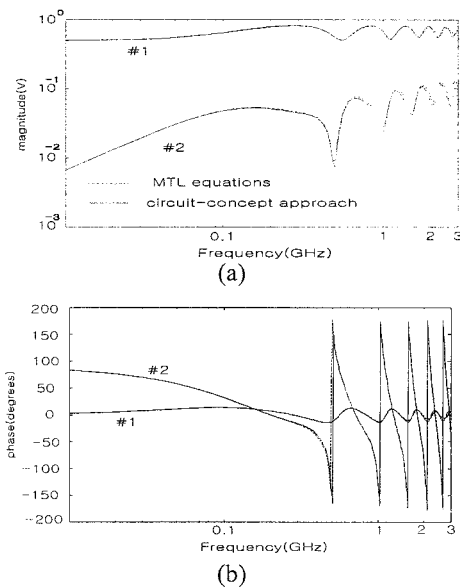 10⁰
#1
10⁻¹
#2
10⁻²
10⁻³
magnitude(V)
MTL equations
circuit-concept approach
0.1 1 2 3
Frequency(GHz)
(a)
200
150
100
50
0
-50
-100
-150
-200
phase(degrees)
#2
#1
0.1 1 2 3
Frequency(GHz)
(b)